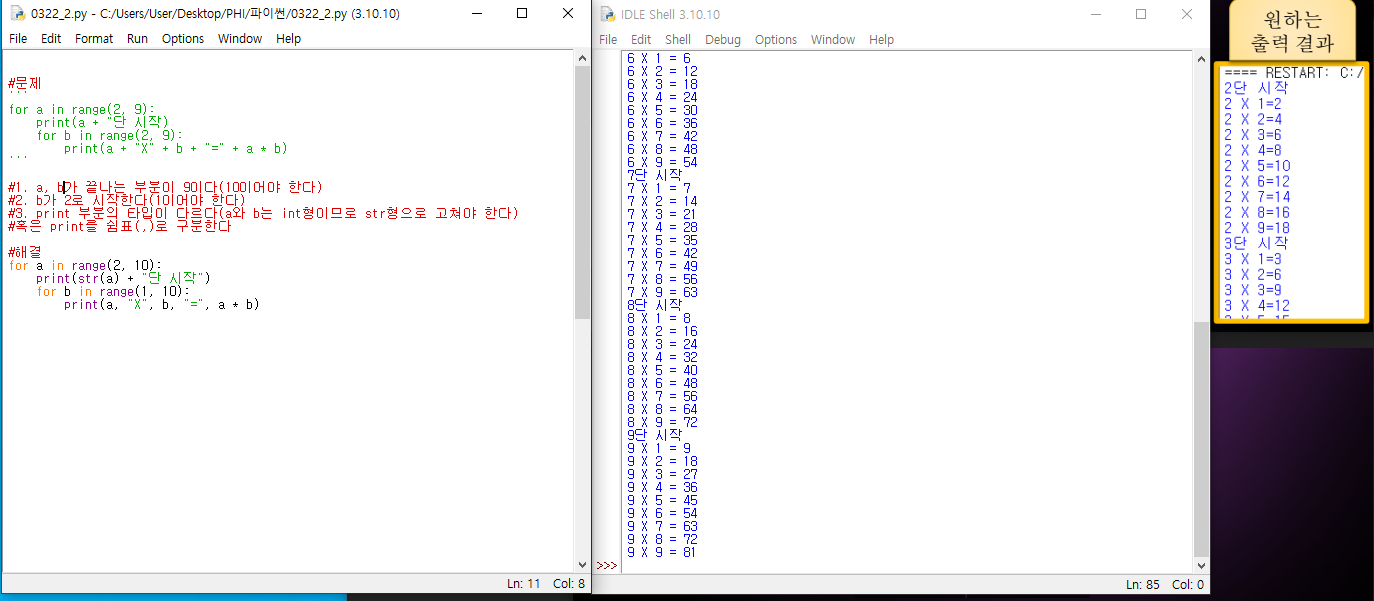 0322_2.py - C:/Users/User/Desktop/PHI/파이썬/0322_2.py (3.10.10)
File Edit Format Run Options Window Help
#문제
'''
for a in range(2, 9):
    print(a + "단 시작)
    for b in range(2, 9):
        print(a + "X" + b + "=" + a * b)
'''
#1. a, b가 끝나는 부분이 9이다(10이어야 한다)
#2. b가 2로 시작한다(1이어야 한다)
#3. print 부분의 타입이 다르다(a와 b는 int형이므로 str형으로 고쳐야 한다)
#혹은 print를 쉼표(,)로 구분한다
#해결
for a in range(2, 10):
    print(str(a) + "단 시작")
    for b in range(1, 10):
        print(a, "X", b, "=", a * b)
Ln: 11 Col: 8
IDLE Shell 3.10.10
File Edit Shell Debug Options Window Help
6 X 1 = 6
6 X 2 = 12
6 X 3 = 18
6 X 4 = 24
6 X 5 = 30
6 X 6 = 36
6 X 7 = 42
6 X 8 = 48
6 X 9 = 54
7단 시작
7 X 1 = 7
7 X 2 = 14
7 X 3 = 21
7 X 4 = 28
7 X 5 = 35
7 X 6 = 42
7 X 7 = 49
7 X 8 = 56
7 X 9 = 63
8단 시작
8 X 1 = 8
8 X 2 = 16
8 X 3 = 24
8 X 4 = 32
8 X 5 = 40
8 X 6 = 48
8 X 7 = 56
8 X 8 = 64
8 X 9 = 72
9단 시작
9 X 1 = 9
9 X 2 = 18
9 X 3 = 27
9 X 4 = 36
9 X 5 = 45
9 X 6 = 54
9 X 7 = 63
9 X 8 = 72
9 X 9 = 81
>>>
Ln: 85 Col: 0
원하는
출력 결과
==== RESTART: C:/
2단 시작
2 X 1=2
2 X 2=4
2 X 3=6
2 X 4=8
2 X 5=10
2 X 6=12
2 X 7=14
2 X 8=16
2 X 9=18
3단 시작
3 X 1=3
3 X 2=6
3 X 3=9
3 X 4=12
3 X 5=15